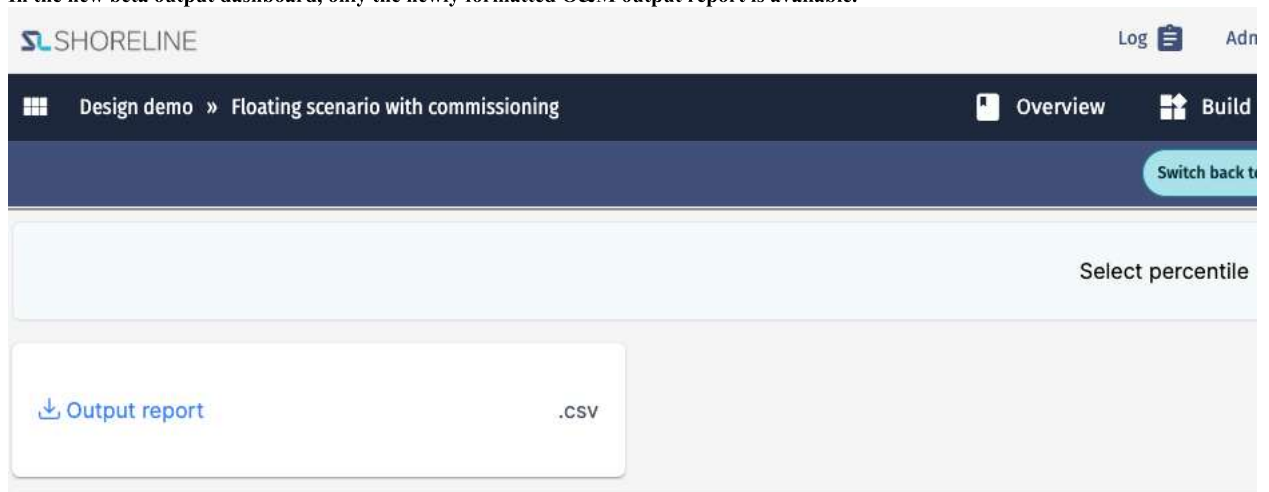 In the new beta output dashboard, only the newly formatted O&M output report is available.
SL SHORELINE
Log
Design demo » Floating scenario with commissioning
Overview
Build
Switch back
Select percentile
Output report
.csv